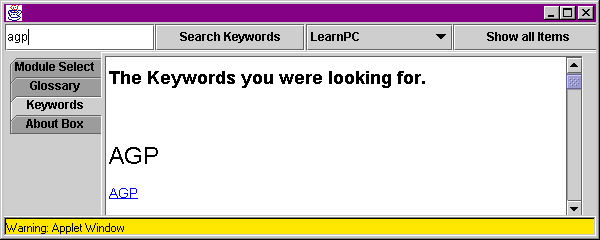 agp
Search Keywords
LearnPC
Show all Items
Module Select
Glossary
Keywords
About Box
The Keywords you were looking for.
AGP
AGP
Warning: Applet Window